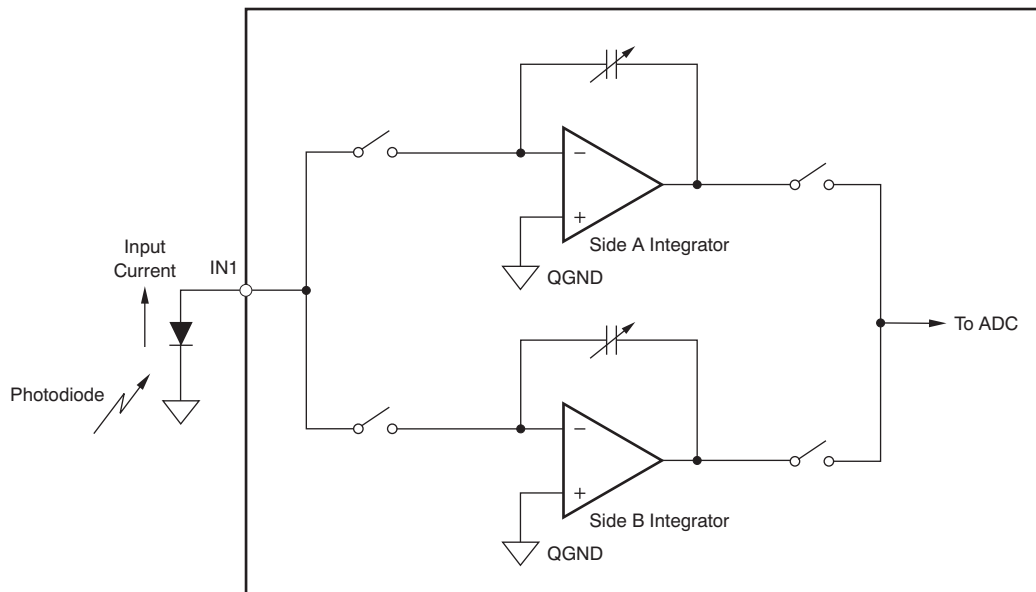 −
+
Side A Integrator
QGND
Input
Current
IN1
To ADC
Photodiode
−
+
Side B Integrator
QGND